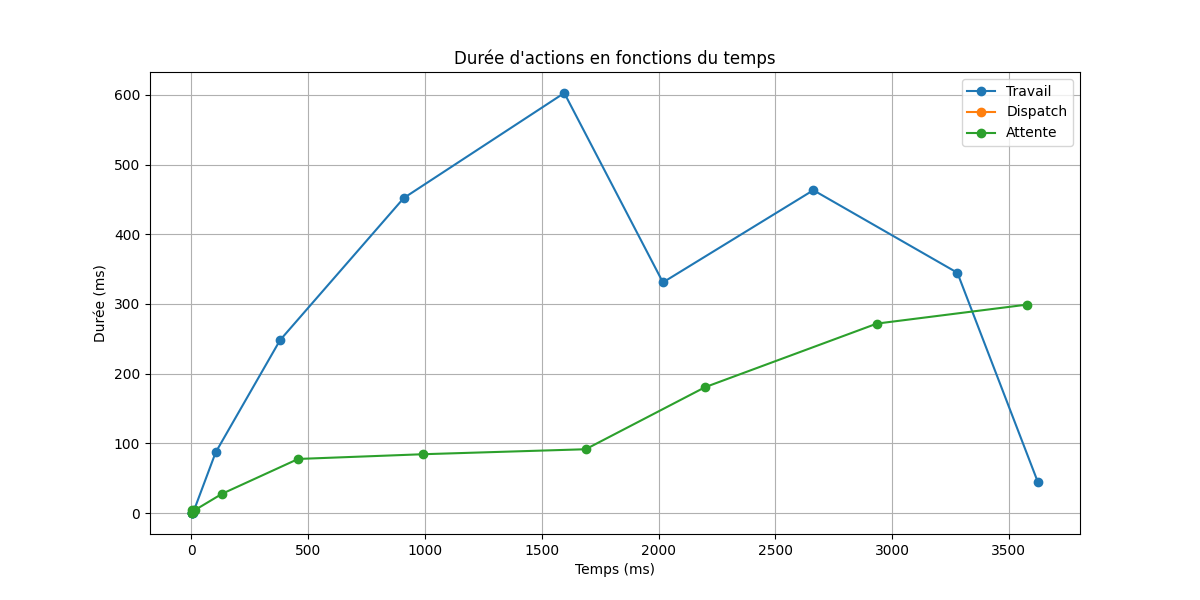 Durée d'actions en fonctions du temps
Travail
Dispatch
Attente
600
500
400
300
200
100
0
Durée (ms)
0 500 1000 1500 2000 2500 3000 3500
Temps (ms)